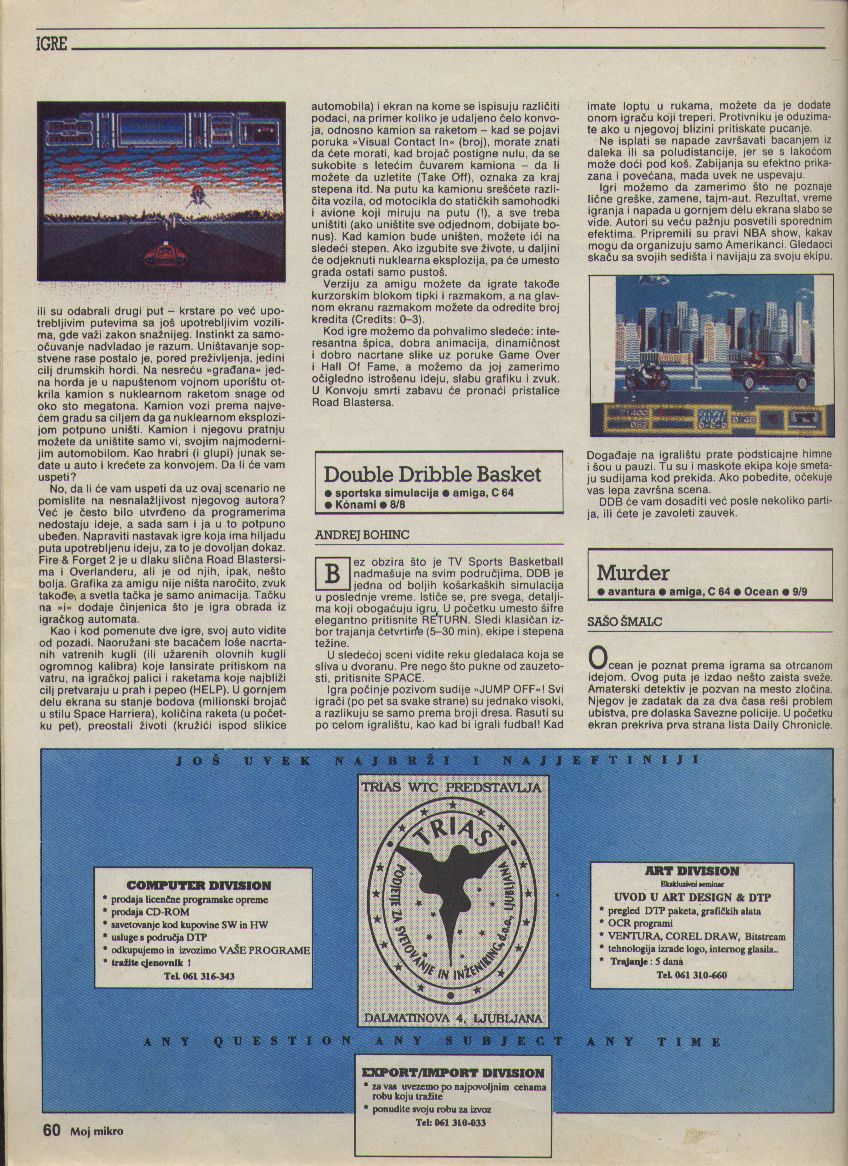 IGRE
ili su odabrali drugi put – krstare po već upo-
trebljivim putevima sa još upotrebljivim vozili-
ma, gde važi zakon snažnijeg. Instinkt za samo-
očuvanje nadvladao je razum. Uništavanje sop-
stvene rase postalo je, pored preživljenja, jedini
cilj drumskih hordi. Na nesreću »građana« jed-
na horda je u napuštenom vojnom uporištu ot-
krila kamion s nuklearnom raketom snage od
oko sto megatona. Kamion vozi prema najve-
ćem gradu sa ciljem da ga nuklearnom eksplozi-
jom potpuno uništi. Kamion i njegovu pratnju
možete da uništite samo vi, svojim najmoderni-
jim automobilom. Kao hrabri (i glupi) junak se-
date u auto i krećete za konvojem. Da li će vam
uspeti?
No, da li će vam uspeti da uz ovaj scenario ne
pomislite na nesnalažljivost njegovog autora?
Već je često bilo utvrđeno da programerima
nedostaju ideje, a sada sam i ja u to potpuno
ubeđen. Napraviti nastavak igre koja ima hiljadu
puta upotrebljenu ideju, za to je dovoljan dokaz.
Fire & Forget 2 je u dlaku slična Road Blastersi-
ma i Overlanderu, ali je od njih, ipak, nešto
bolja. Grafika za amigu nije ništa naročito, zvuk
takođe, a svetla tačka je samo animacija. Tačku
na »i« dodaje činjenica što je igra obrada iz
igračkog automata.
Kao i kod pomenute dve igre, svoj auto vidite
od pozadi. Naoružani ste bacačem loše nacrta-
nih vatrenih kugli (ili užarenih olovnih kugli
ogromnog kalibra) koje lansirate pritiskom na
vatru, na igračkoj palici i raketama koje najbliži
cilj pretvaraju u prah i pepeo (HELP). U gornjem
delu ekrana su stanje bodova (milionski brojač
u stilu Space Harriera), količina raketa (u počet-
ku pet), preostali životi (kružići ispod slikice
automobila) i ekran na kome se ispisuju različiti
podaci, na primer koliko je udaljeno čelo konvo-
ja, odnosno kamion sa raketom – kad se pojavi
poruka »Visual Contact In« (broj), morate znati
da ćete morati, kad brojač postigne nulu, da se
sukobite s letećim čuvarem kamiona – da li
možete da uzletite (Take Off), oznaka za kraj
stepena itd. Na putu ka kamionu srešćete razli-
čita vozila, od motocikla do statičkih samohodki
i avione koji miruju na putu (!), a sve treba
uništiti (ako uništite sve odjednom, dobijate bo-
nus). Kad kamion bude uništen, možete ići na
sledeći stepen. Ako izgubite sve živote, u daljini
će odjeknuti nuklearna eksplozija, pa će umesto
grada ostati samo pustoš.
Verziju za amigu možete da igrate takođe
kurzorskim blokom tipki i razmakom, a na glav-
nom ekranu razmakom možete da odredite broj
kredita (Credits: 0–3).
Kod igre možemo da pohvalimo sledeće: inte-
resantna špica, dobra animacija, dinamičnost
i dobro nacrtane slike uz poruke Game Over
i Hall Of Fame, a možemo da joj zamerimo
očigledno istrošenu ideju, slabu grafiku i zvuk.
U Konvoju smrti zabavu će pronaći pristalice
Road Blastersa.
Double Dribble Basket
● sportska simulacija ● amiga, C 64
● Konami ● 8/8
ANDREJ BOHINC
Bez obzira što je TV Sports Basketball
nadmašuje na svim područjima, DDB je
jedna od boljih košarkaških simulacija
u poslednje vreme. Ističe se, pre svega, detalji-
ma koji obogaćuju igru. U početku umesto šifre
elegantno pritisnite RETURN. Sledi klasičan iz-
bor trajanja četvrtine (5–30 min), ekipe i stepena
težine.
U sledećoj sceni vidite reku gledalaca koja se
sliva u dvoranu. Pre nego što pukne od zauzeto-
sti, pritisnite SPACE.
Igra počinje pozivom sudije »JUMP OFF«! Svi
igrači (po pet sa svake strane) su jednako visoki,
a razlikuju se samo prema broji dresa. Rasuti su
po celom igralištu, kao kad bi igrali fudbal! Kad
imate loptu u rukama, možete da je dodate
onom igraču koji treperi. Protivniku je oduzima-
te ako u njegovoj blizini pritiskate pucanje.
Ne isplati se napade završavati bacanjem iz
daleka ili sa poludistancije, jer se s lakoćom
može doći pod koš. Zabijanja su efektno prika-
zana i povećana, mada uvek ne uspevaju.
Igri možemo da zamerimo što ne poznaje
lične greške, zamene, tajm-aut. Rezultat, vreme
igranja i napada u gornjem delu ekrana slabo se
vide. Autori su veću pažnju posvetili sporednim
efektima. Pripremili su pravi NBA show, kakav
mogu da organizuju samo Amerikanci. Gledaoci
skaču sa svojih sedišta i navijaju za svoju ekipu.
Događaje na igralištu prate podsticajne himne
i šou u pauzi. Tu su i maskote ekipa koje smeta-
ju sudijama kod prekida. Ako pobedite, očekuje
vas lepa završna scena.
DDB će vam dosaditi već posle nekoliko parti-
ja, ili ćete je zavoleti zauvek.
Murder
● avantura ● amiga, C 64 ● Ocean ● 9/9
SAŠO ŠMALC
Ocean je poznat prema igrama sa otrcanom
idejom. Ovog puta je izdao nešto zaista sveže.
Amaterski detektiv je pozvan na mesto zločina.
Njegov je zadatak da za dva časa reši problem
ubistva, pre dolaska Savezne policije. U početku
ekran prekriva prva strana lista Daily Chronicle.
JOŠ UVEK NAJBRŽI I NAJJEFTINIJI
TRIAS WTC PREDSTAVLJA
TRIAS
PODJETJE ZA SVETOVANJE IN INŽENIRING, d.o.o., LJUBLJANA
DALMATINOVA 4, LJUBLJANA
COMPUTER DIVISION
* prodaja licenčne programske opreme
* prodaja CD-ROM
* savetovanje kod kupovine SW in HW
* usluge s područja DTP
* odkupujemo in izvozimo VAŠE PROGRAME
* tražite cjenovnik !
Tel. 061 316-343
ART DIVISION
Ekskluzivni seminar
UVOD U ART DESIGN & DTP
* pregled DTP paketa, grafičkih alata
* OCR programi
* VENTURA, COREL DRAW, Bitstream
* tehnologija izrade logo, internog glasila..
* Trajanje : 5 dana
Tel. 061 310-660
ANY QUESTION ANY SUBJECT ANY TIME
EXPORT/IMPORT DIVISION
* za vas uvezemo po najpovoljnim cenama
robu koju tražite
* ponudite svoju robu za izvoz
Tel: 061 310-033
60 Moj mikro